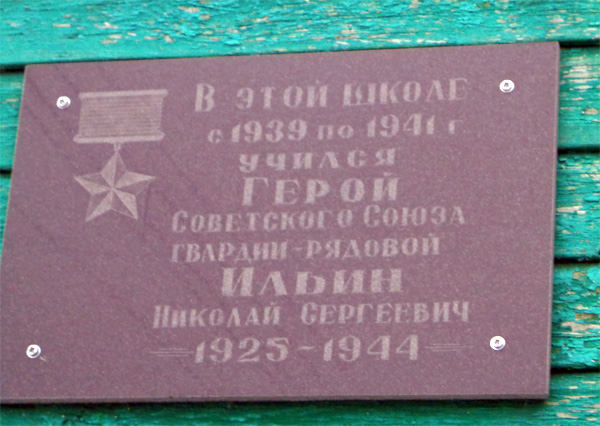 В ЭТОЙ ШКОЛЕ
с 1939 по 1941 г.
УЧИЛСЯ
ГЕРОЙ
СОВЕТСКОГО СОЮЗА
ГВАРДИИ-РЯДОВОЙ
ИЛЬИН
НИКОЛАЙ СЕРГЕЕВИЧ
1925-1944